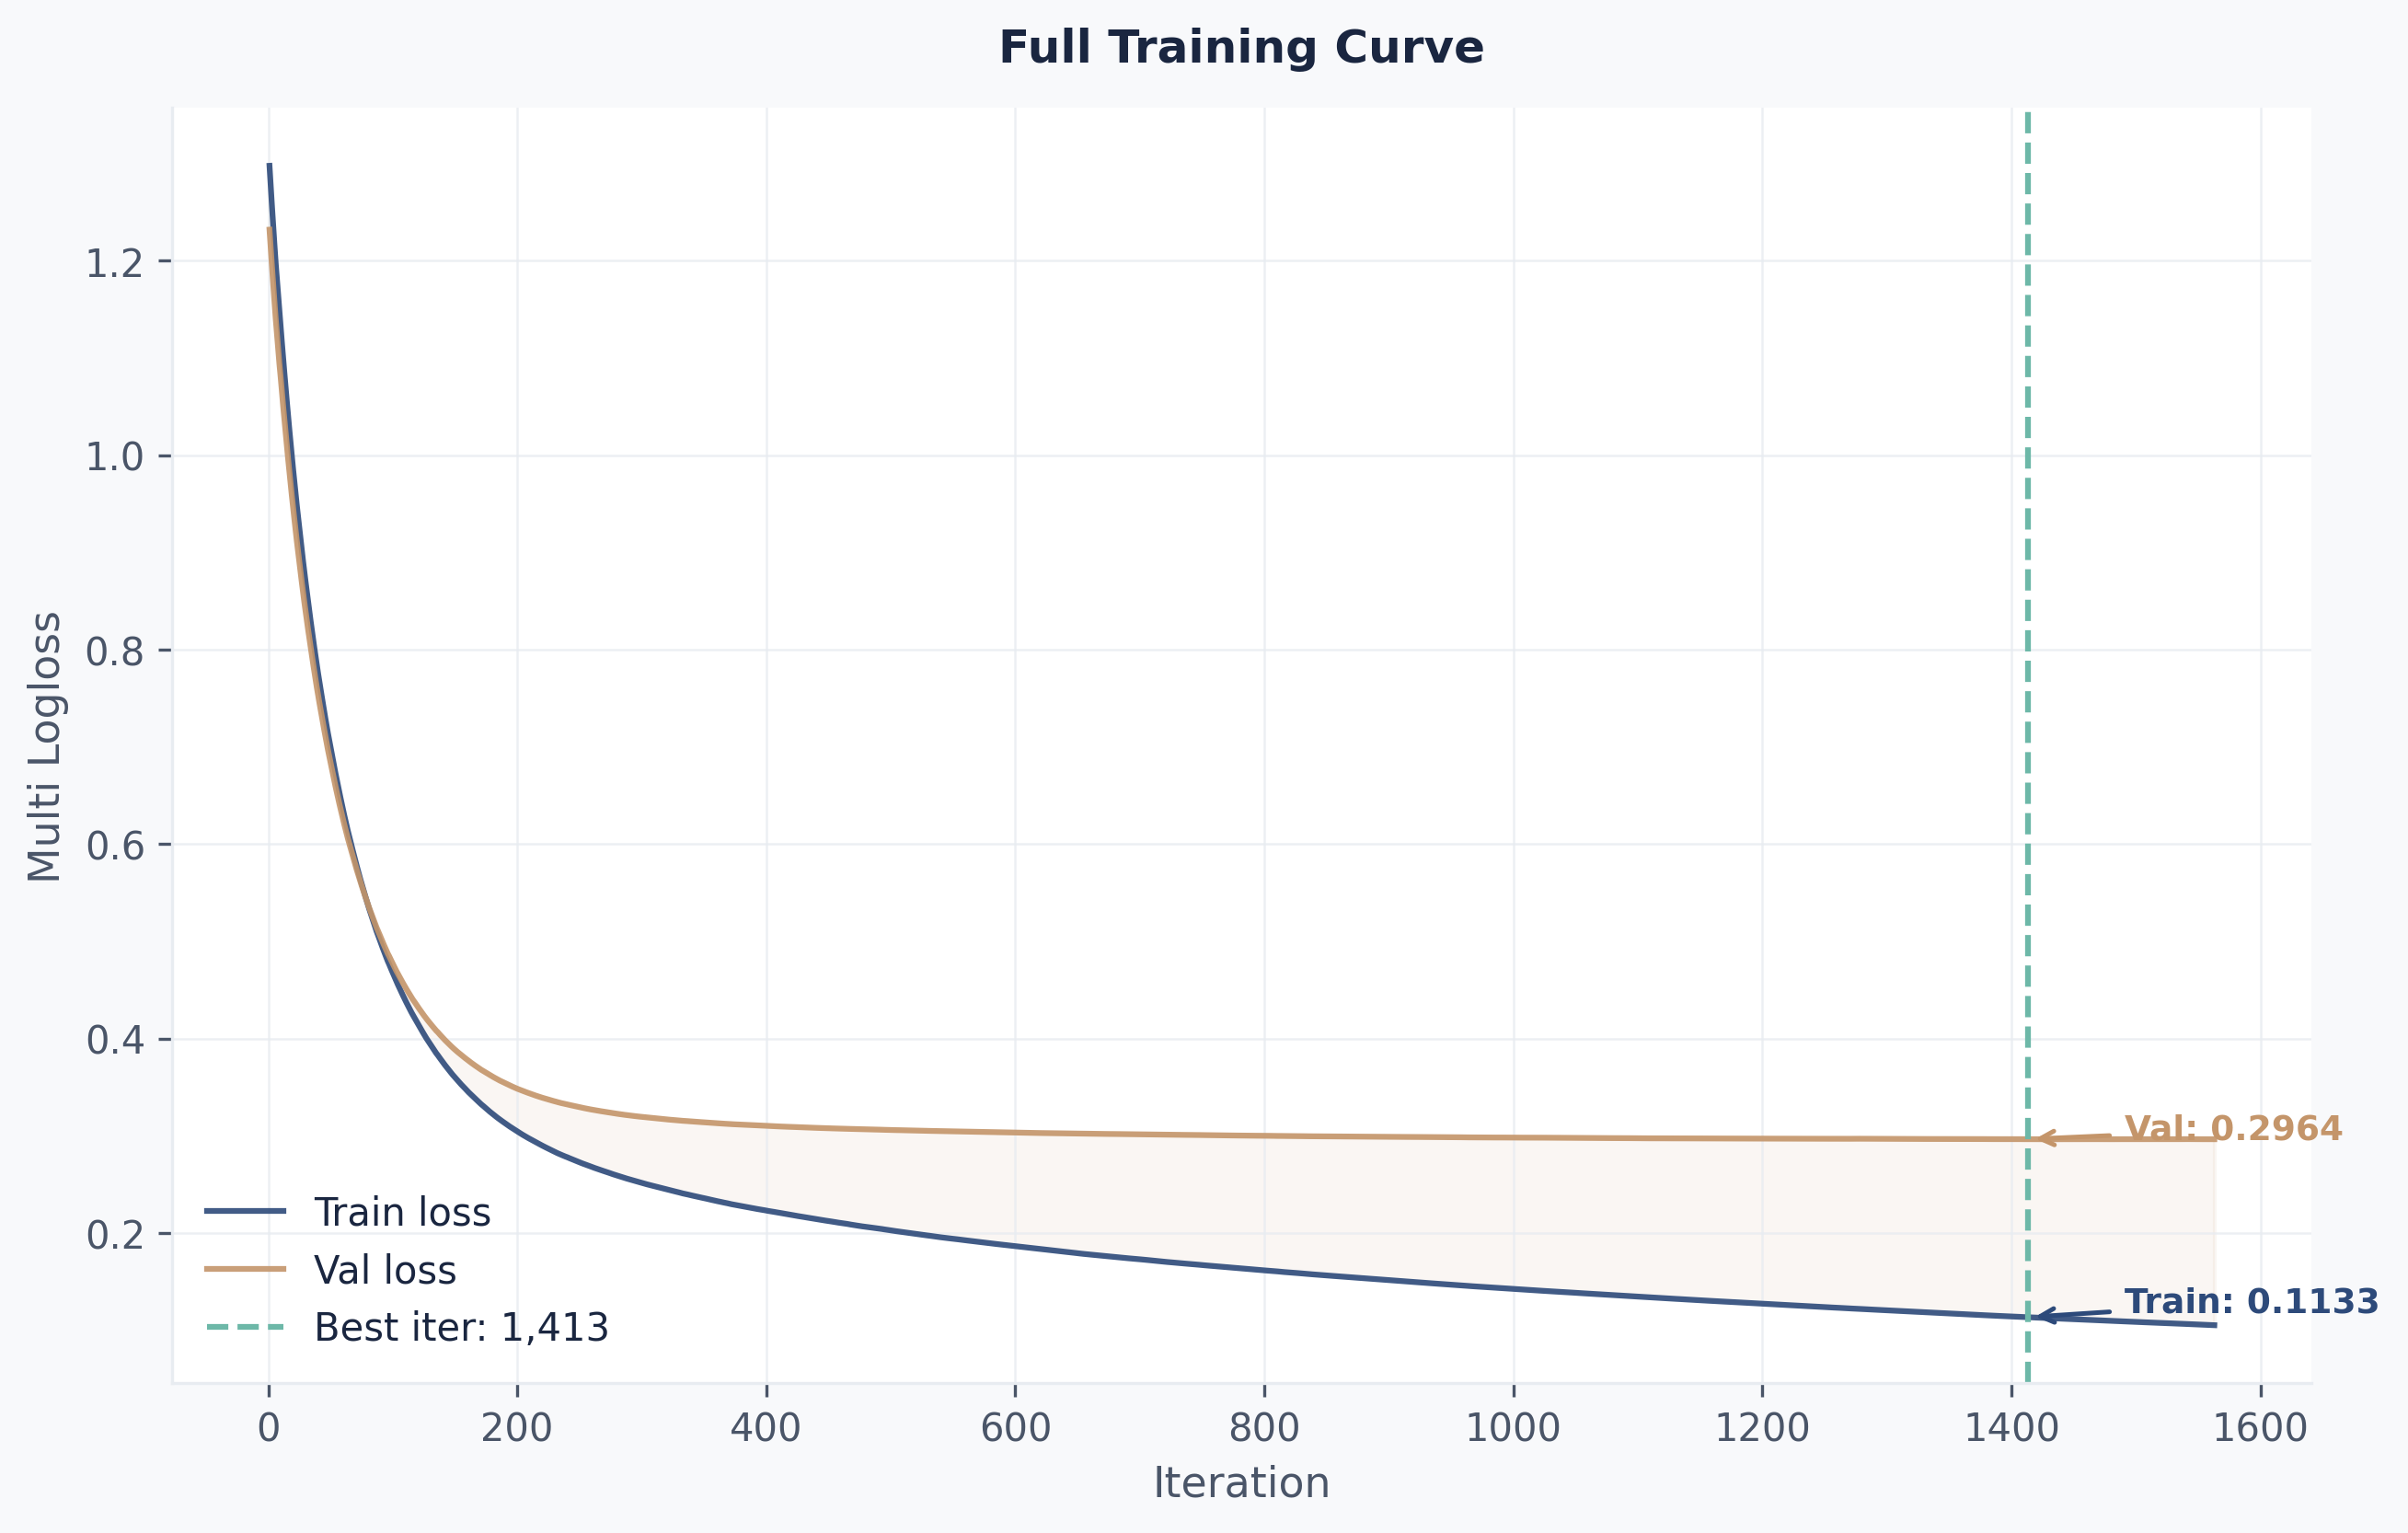 Full Training Curve
Multi Logloss
1.2
1.0
0.8
0.6
0.4
0.2
Val: 0.2964
Train: 0.1133
Train loss
Val loss
Best iter: 1,413
0 200 400 600 800 1000 1200 1400 1600
Iteration